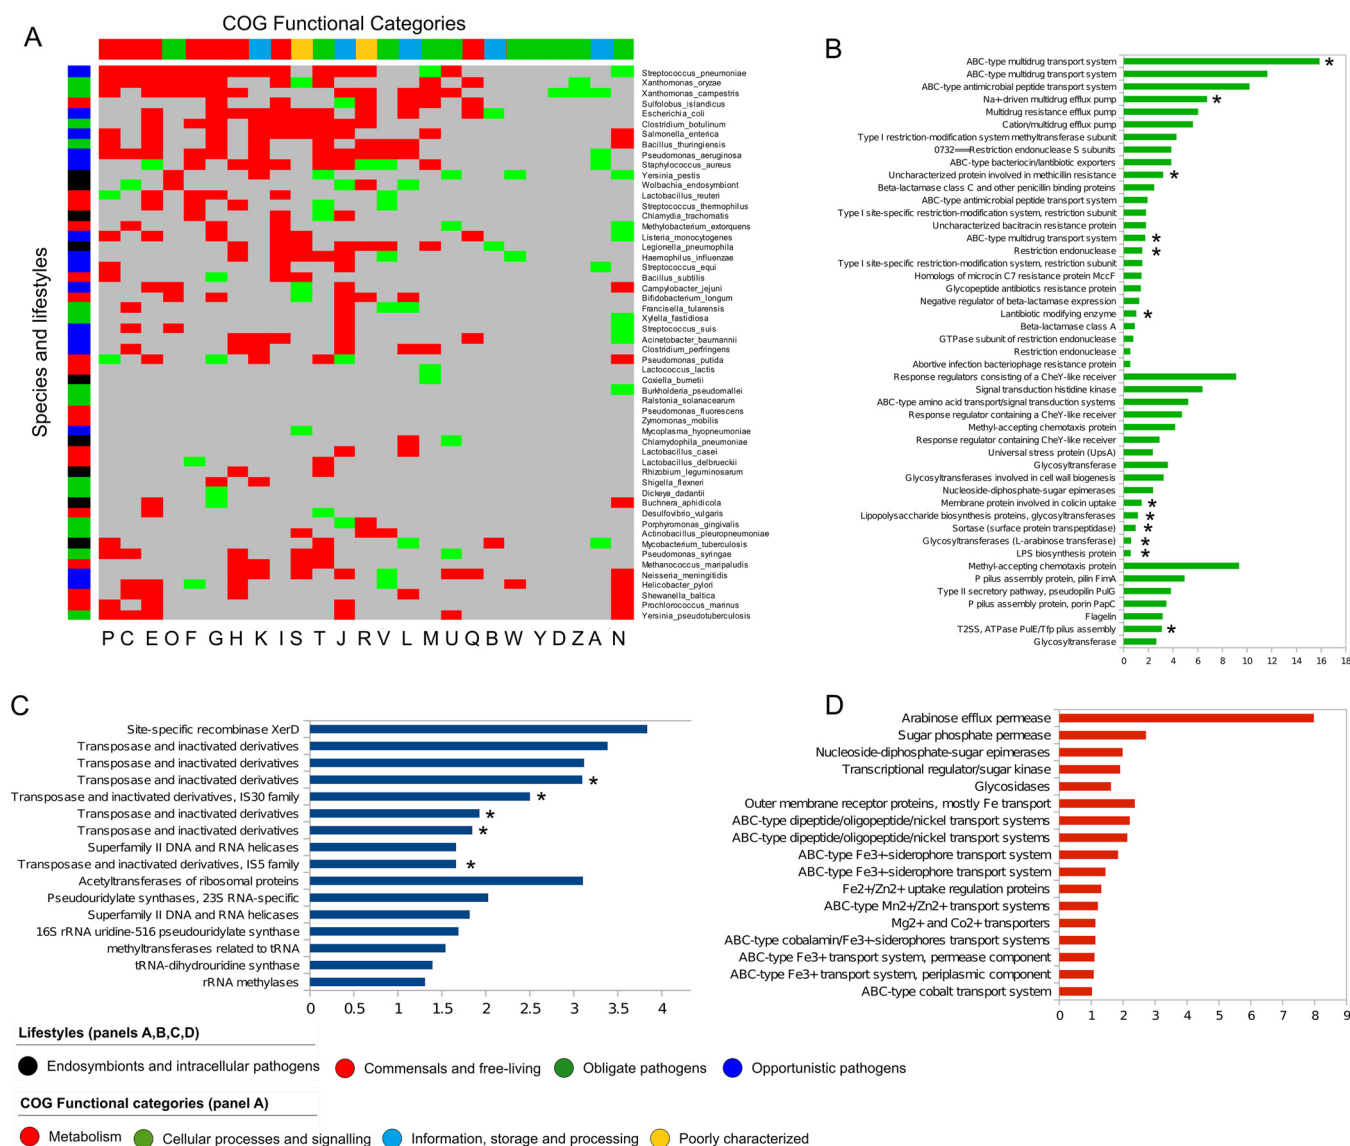 A
COG Functional Categories
Species and lifestyles
Streptococcus_pneumoniae
Xanthomonas_oryzae
Xanthomonas_campestris
Sulfolobus_islandicus
Escherichia_coli
Clostridium_botulinum
Salmonella_enterica
Bacillus_thuringiensis
Pseudomonas_aeruginosa
Staphylococcus_aureus
Yersinia_pestis
Wolbachia_endosymbiont
Lactobacillus_reuteri
Streptococcus_thermophilus
Chlamydia_trachomatis
Methylobacterium_extorquens
Listeria_monocytogenes
Legionella_pneumophila
Haemophilus_influenzae
Streptococcus_equi
Bacillus_subtilis
Campylobacter_jejuni
Bifidobacterium_longum
Francisella_tularensis
Xylella_fastidiosa
Streptococcus_suis
Acinetobacter_baumannii
Clostridium_perfringens
Pseudomonas_putida
Lactococcus_lactis
Coxiella_burnetii
Burkholderia_pseudomallei
Ralstonia_solanacearum
Pseudomonas_fluorescens
Zymomonas_mobilis
Mycoplasma_hyopneumoniae
Chlamydophila_pneumoniae
Lactobacillus_casei
Lactobacillus_delbrueckii
Rhizobium_leguminosarum
Shigella_flexneri
Dickeya_dadantii
Buchnera_aphidicola
Desulfovibrio_vulgaris
Porphyromonas_gingivalis
Actinobacillus_pleuropneumoniae
Mycobacterium_tuberculosis
Pseudomonas_syringae
Methanococcus_maripaludis
Neisseria_meningitidis
Helicobacter_pylori
Shewanella_baltica
Prochlorococcus_marinus
Yersinia_pseudotuberculosis
P C E O F G H K I S T J R V L M U Q B W Y D Z A N
B
ABC-type multidrug transport system *
ABC-type multidrug transport system
ABC-type antimicrobial peptide transport system
Na+-driven multidrug efflux pump *
Multidrug resistance efflux pump
Cation/multidrug efflux pump
Type I restriction-modification system methyltransferase subunit
0732==Restriction endonuclease S subunits
ABC-type bacteriocin/lantibiotic exporters
Uncharacterized protein involved in methicillin resistance *
Beta-lactamase class C and other penicillin binding proteins
ABC-type antimicrobial peptide transport system
Type I site-specific restriction-modification system, restriction subunit
Uncharacterized bacitracin resistance protein
ABC-type multidrug transport system *
Restriction endonuclease *
Type I site-specific restriction-modification system, restriction subunit
Homologs of microcin C7 resistance protein MccF
Glycopeptide antibiotics resistance protein
Negative regulator of beta-lactamase expression
Lantibiotic modifying enzyme *
Beta-lactamase class A
GTPase subunit of restriction endonuclease
Restriction endonuclease
Abortive infection bacteriophage resistance protein
Response regulators consisting of a CheY-like receiver
Signal transduction histidine kinase
ABC-type amino acid transport/signal transduction systems
Response regulator containing a CheY-like receiver
Methyl-accepting chemotaxis protein
Response regulator containing CheY-like receiver
Universal stress protein (UpsA)
Glycosyltransferase
Glycosyltransferases involved in cell wall biogenesis
Nucleoside-diphosphate-sugar epimerases
Membrane protein involved in colicin uptake *
Lipopolysaccharide biosynthesis proteins, glycosyltransferases *
Sortase (surface protein transpeptidase) *
Glycosyltransferases (L-arabinose transferase) *
LPS biosynthesis protein *
Methyl-accepting chemotaxis protein
P pilus assembly protein, pilin FimA
Type II secretory pathway, pseudopilin PulG
P pilus assembly protein, porin PapC
Flagelin
T2SS, ATPase PulE/Tfp pilus assembly *
Glycosyltransferase
0 2 4 6 8 10 12 14 16 18
C
Site-specific recombinase XerD
Transposase and inactivated derivatives
Transposase and inactivated derivatives
Transposase and inactivated derivatives *
Transposase and inactivated derivatives, IS30 family *
Transposase and inactivated derivatives *
Transposase and inactivated derivatives *
Superfamily II DNA and RNA helicases
Transposase and inactivated derivatives, IS5 family *
Acetyltransferases of ribosomal proteins
Pseudouridylate synthases, 23S RNA-specific
Superfamily II DNA and RNA helicases
16S rRNA uridine-516 pseudouridylate synthase
methyltransferases related to tRNA
tRNA-dihydrouridine synthase
rRNA methylases
0 0.5 1 1.5 2 2.5 3 3.5 4
D
Arabinose efflux permease
Sugar phosphate permease
Nucleoside-diphosphate-sugar epimerases
Transcriptional regulator/sugar kinase
Glycosidases
Outer membrane receptor proteins, mostly Fe transport
ABC-type dipeptide/oligopeptide/nickel transport systems
ABC-type dipeptide/oligopeptide/nickel transport systems
ABC-type Fe3+-siderophore transport system
ABC-type Fe3+-siderophore transport system
Fe2+/Zn2+ uptake regulation proteins
ABC-type Mn2+/Zn2+ transport systems
Mg2+ and Co2+ transporters
ABC-type cobalamin/Fe3+-siderophores transport systems
ABC-type Fe3+ transport system, permease component
ABC-type Fe3+ transport system, periplasmic component
ABC-type cobalt transport system
0 1 2 3 4 5 6 7 8 9
Lifestyles (panels A,B,C,D)
Endosymbionts and intracellular pathogens
Commensals and free-living
Obligate pathogens
Opportunistic pathogens
COG Functional categories (panel A)
Metabolism
Cellular processes and signalling
Information, storage and processing
Poorly characterized